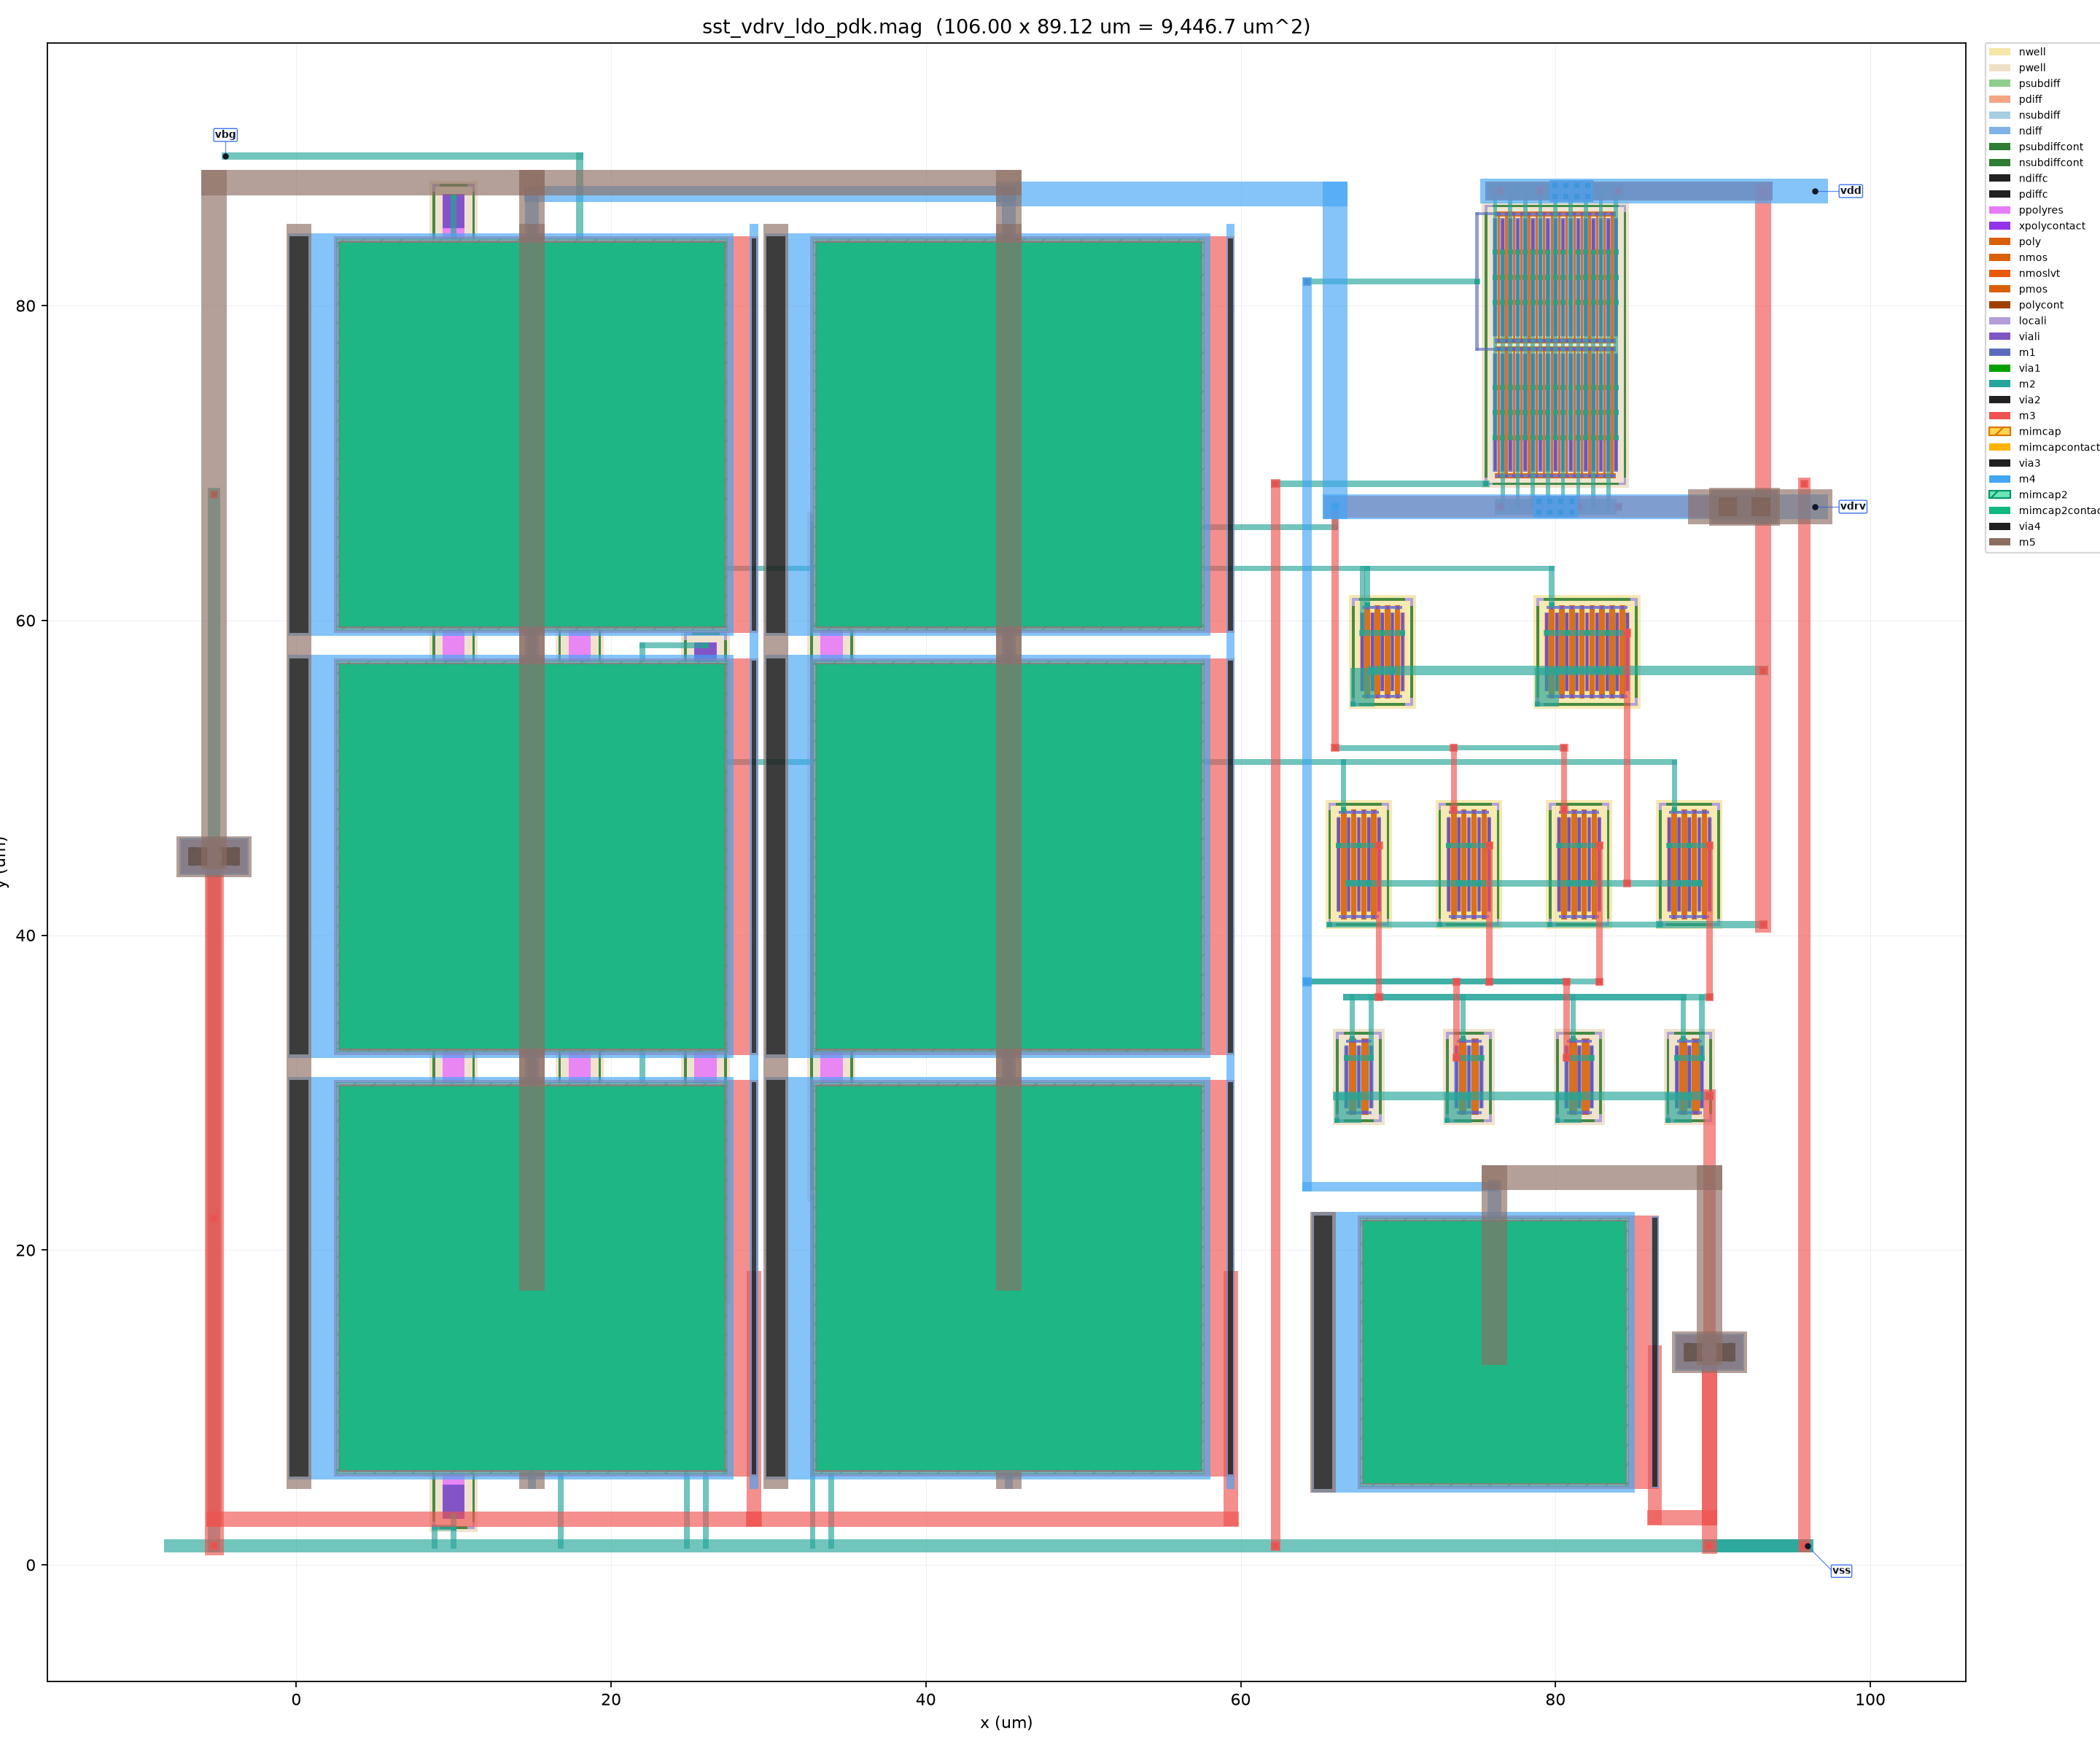 sst_vdrv_ldo_pdk.mag (106.00 x 89.12 um = 9,446.7 um^2)
vbg
vdd
vdrv
vss
80
60
40
20
0
0
20
40
60
80
100
x (um)
nwell
pwell
psubdiff
pdiff
nsubdiff
ndiff
psubdiffcont
nsubdiffcont
ndiffc
pdiffc
ppolyres
xpolycontact
poly
nmos
nmoslvt
pmos
polycont
locali
viali
m1
via1
m2
via2
m3
mimcap
mimcapcontact
via3
m4
mimcap2
mimcap2contac
via4
m5